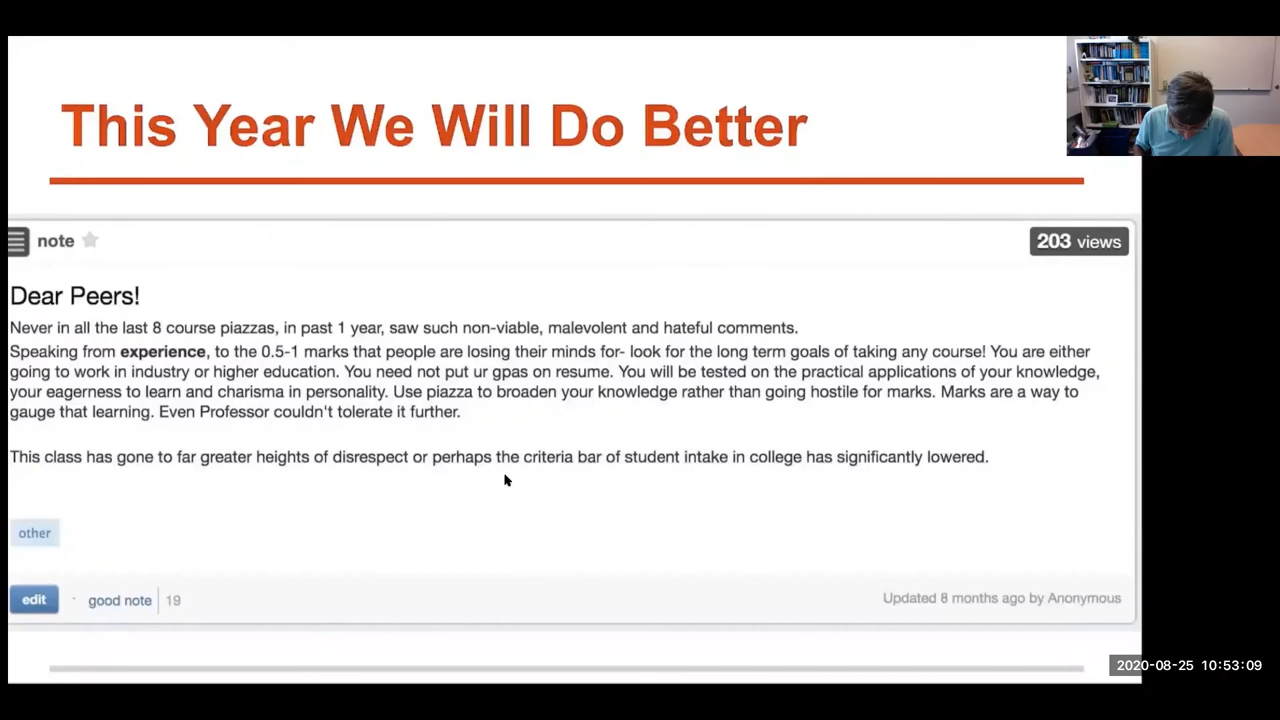 This Year We Will Do Better
note
203 views
Dear Peers!
Never in all the last 8 course piazzas, in past 1 year, saw such non-viable, malevolent and hateful comments.
Speaking from experience, to the 0.5-1 marks that people are losing their minds for- look for the long term goals of taking any course! You are either
going to work in industry or higher education. You need not put ur gpas on resume. You will be tested on the practical applications of your knowledge,
your eagerness to learn and charisma in personality. Use piazza to broaden your knowledge rather than going hostile for marks. Marks are a way to
gauge that learning. Even Professor couldn't tolerate it further.
This class has gone to far greater heights of disrespect or perhaps the criteria bar of student intake in college has significantly lowered.
other
edit · good note 19
Updated 8 months ago by Anonymous
2020-08-25 10:53:09